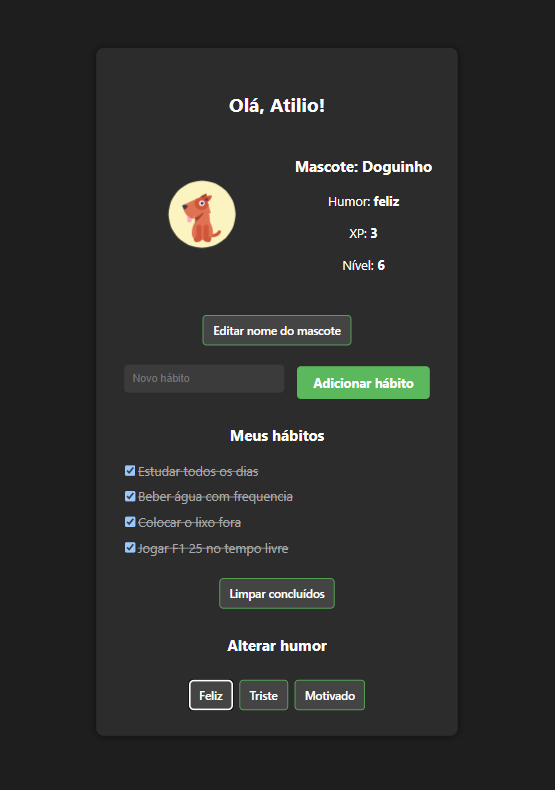 Olá, Atilio!
Mascote: Doguinho
Humor: feliz
XP: 3
Nível: 6
Editar nome do mascote
Novo hábito
Adicionar hábito
Meus hábitos
Estudar todos os dias
Beber água com frequencia
Colocar o lixo fora
Jogar F1 25 no tempo livre
Limpar concluídos
Alterar humor
Feliz
Triste
Motivado